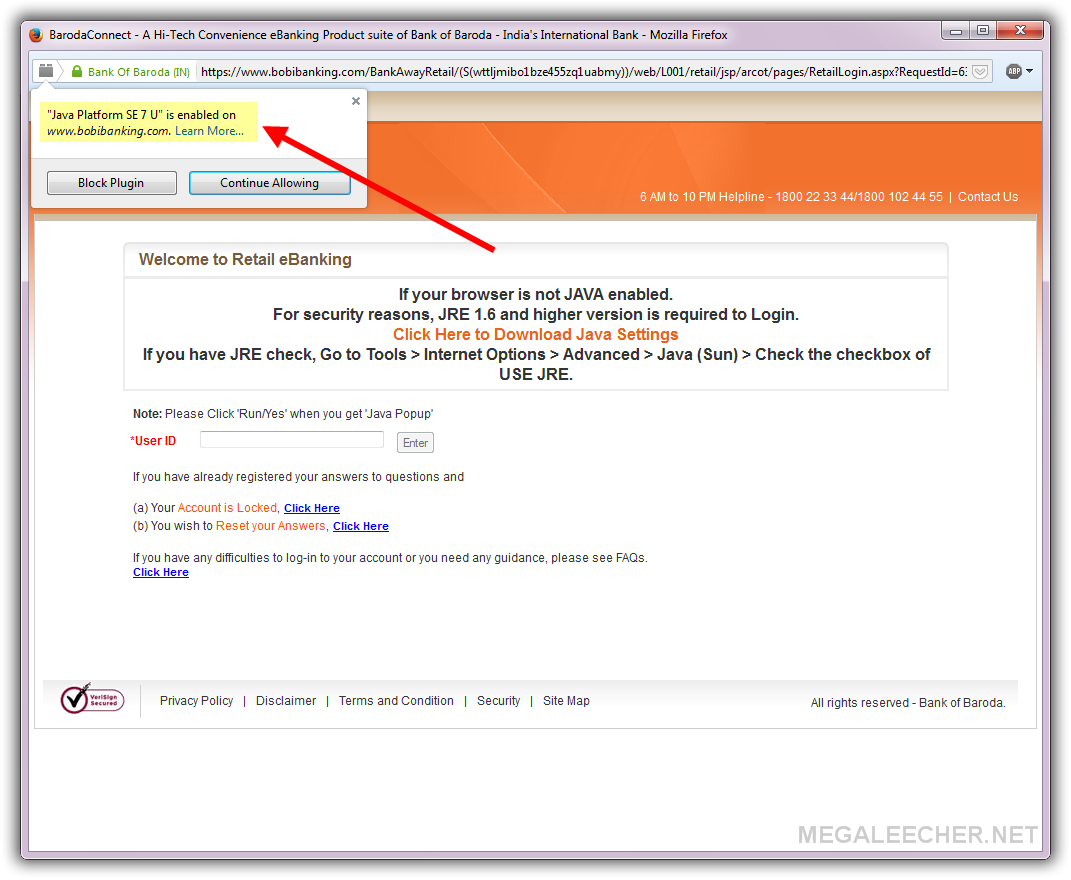 BarodaConnect - A Hi-Tech Convenience eBanking Product suite of Bank of Baroda - India's International Bank - Mozilla Firefox
Bank Of Baroda (IN) https://www.bobibanking.com/BankAwayRetail/(S(wttljmibo1bze455zq1uabmy))/web/L001/retail/jsp/arcot/pages/RetailLogin.aspx?RequestId=63 ABP
"Java Platform SE 7 U" is enabled on
www.bobibanking.com. Learn More...
Block Plugin Continue Allowing
6 AM to 10 PM Helpline - 1800 22 33 44/1800 102 44 55 | Contact Us
Welcome to Retail eBanking
If your browser is not JAVA enabled.
For security reasons, JRE 1.6 and higher version is required to Login.
Click Here to Download Java Settings
If you have JRE check, Go to Tools > Internet Options > Advanced > Java (Sun) > Check the checkbox of
USE JRE.
Note: Please Click 'Run/Yes' when you get 'Java Popup'
*User ID Enter
If you have already registered your answers to questions and
(a) Your Account is Locked, Click Here
(b) You wish to Reset your Answers, Click Here
If you have any difficulties to log-in to your account or you need any guidance, please see FAQs.
Click Here
VeriSign
Secured
Privacy Policy | Disclaimer | Terms and Condition | Security | Site Map
All rights reserved - Bank of Baroda.
MEGALEECHER.NET